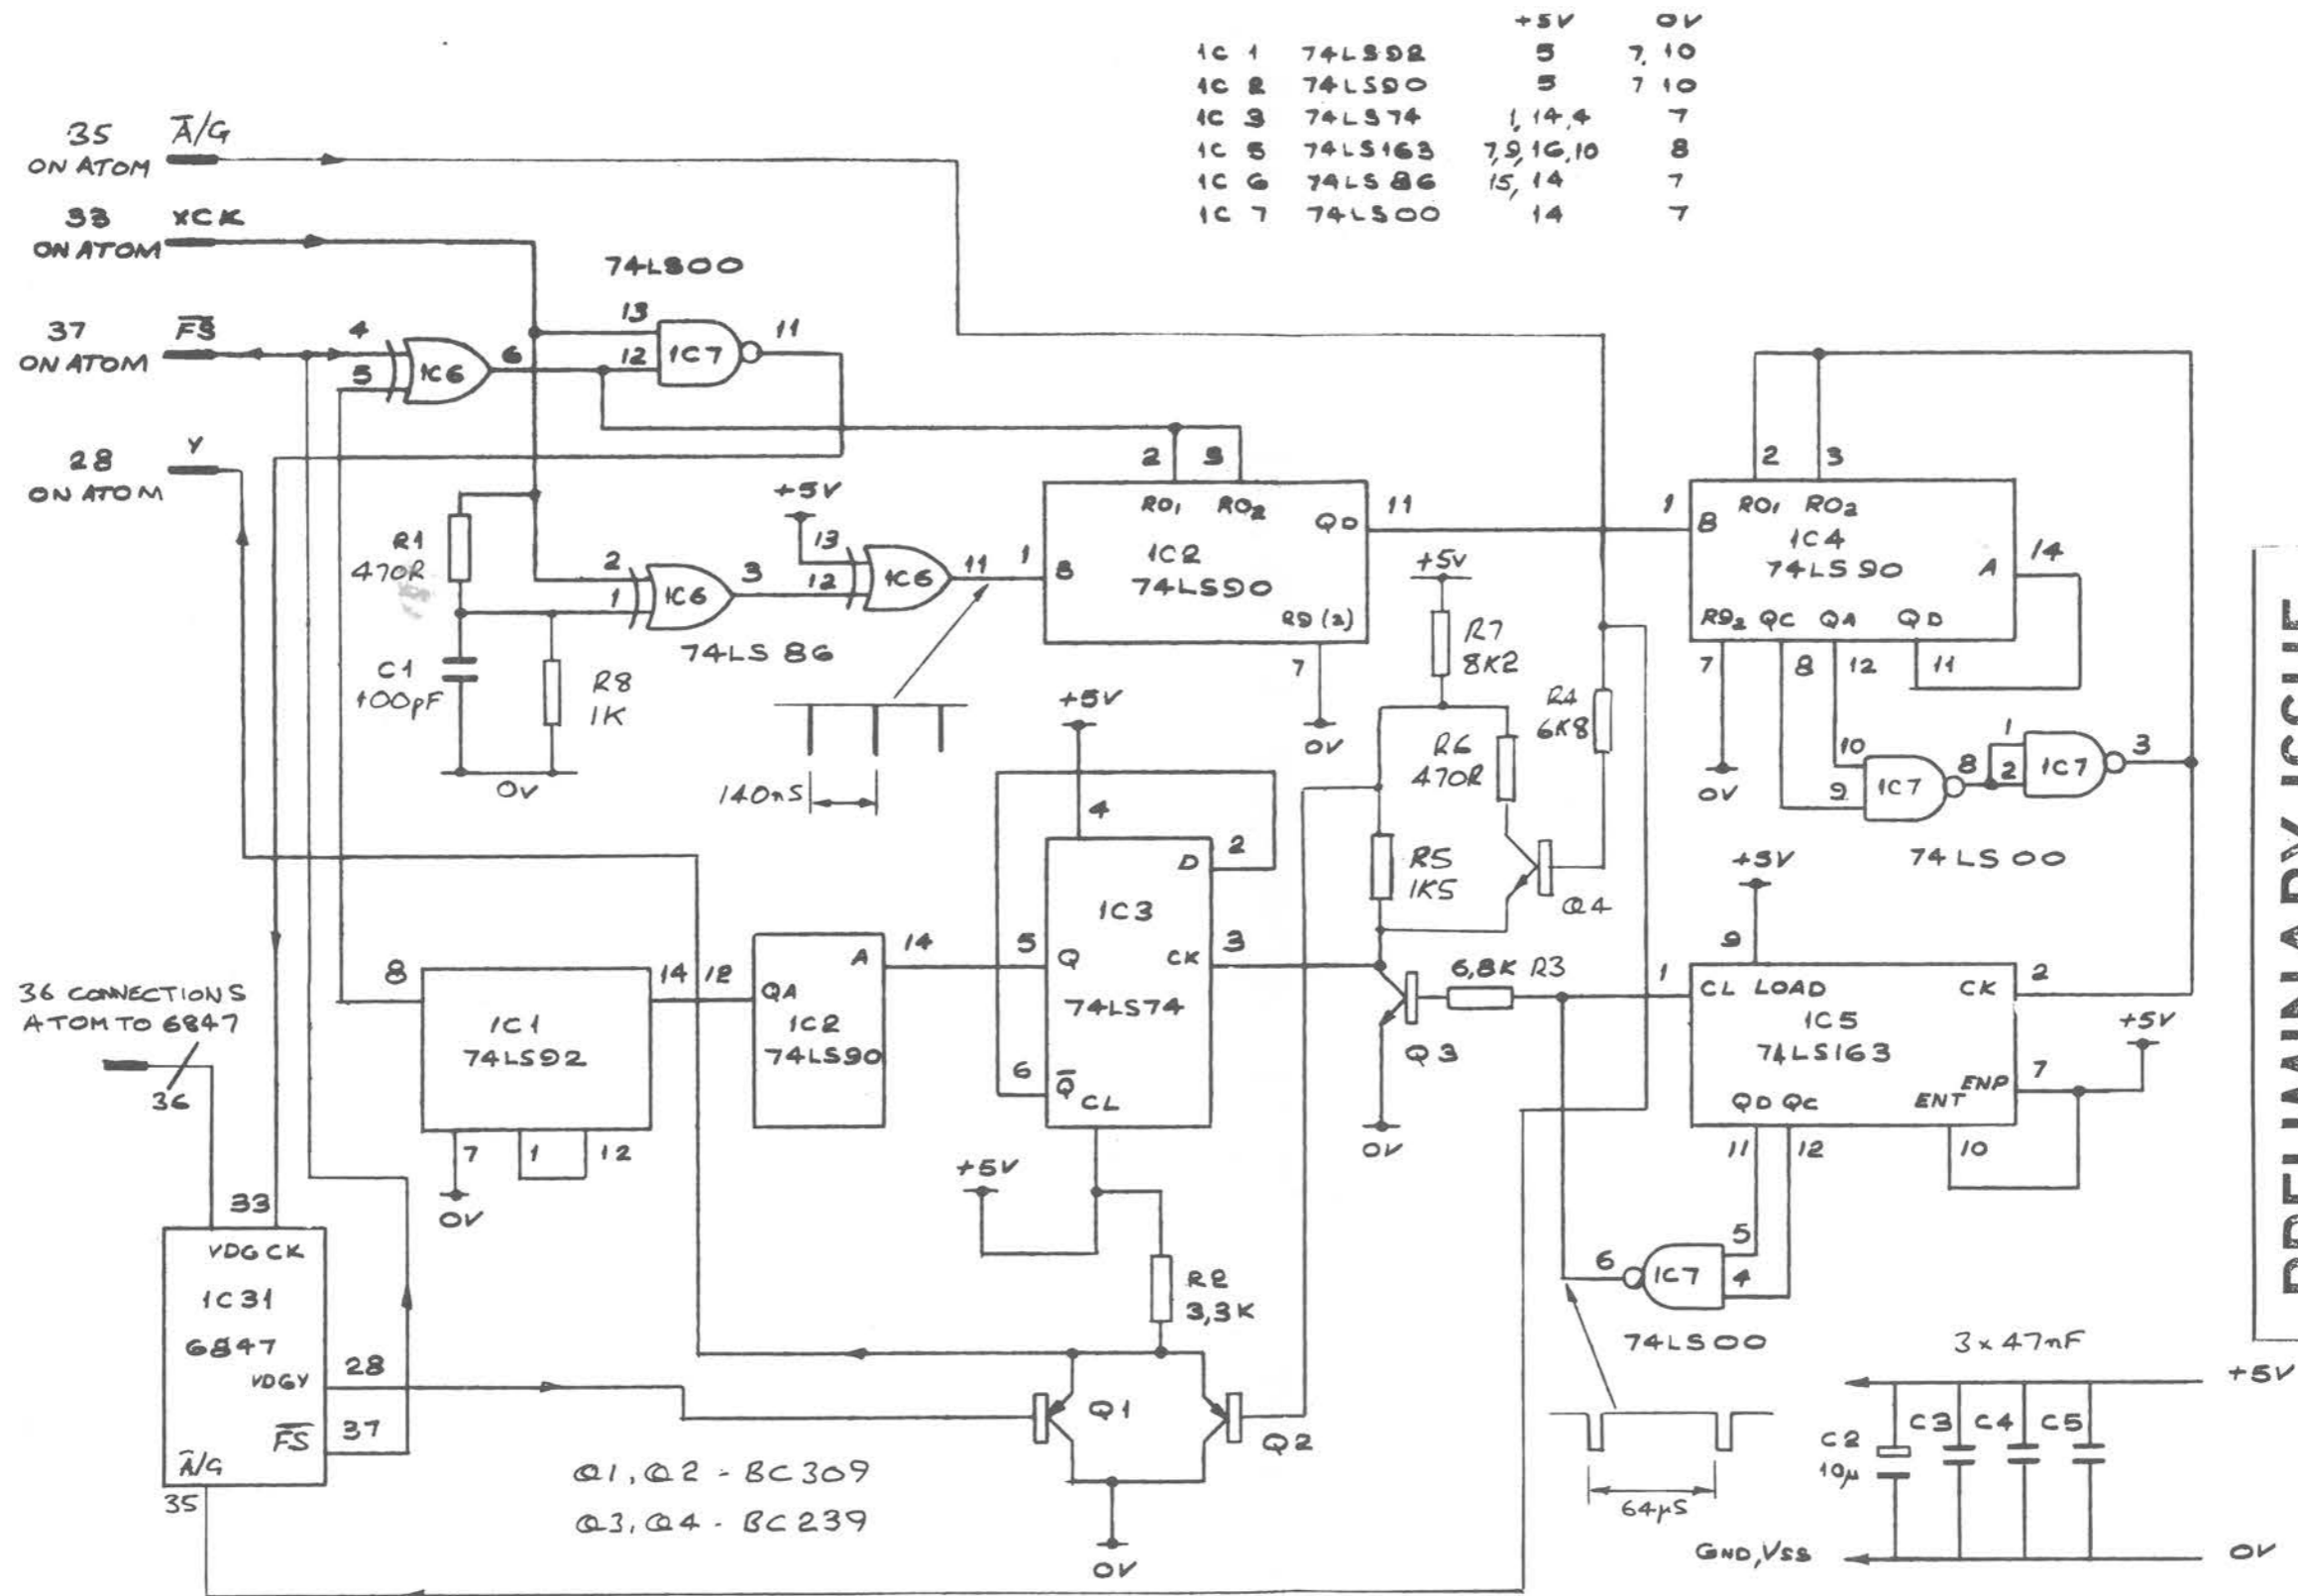 +5V 0V
IC 1 74LS92 5 7, 10
IC 2 74LS90 5 7 10
IC 3 74LS74 1, 14, 4 7
IC 5 74LS163 7, 9, 16, 10 8
IC 6 74LS86 15, 14 7
IC 7 74LS00 14 7
35 A̅/G
ON ATOM
33 XCK
ON ATOM
37 F̅S̅
ON ATOM
28 Y
ON ATOM
74LS00
4
5
IC6
6
13
12
IC7
11
R1
470R
C1
100pF
R8
1K
0V
2
1
IC6
3
74LS 86
+5V
13
12
IC6
11
140nS
2 3
1
B
RO1 RO2
QD
IC2
74LS90
R9 (2)
11
7
0V
1
2 3
B
RO1 RO2
IC4
74LS 90
A
14
R92 QC QA QD
7 8 12 11
0V
10
9
IC7
8
1
2
IC7
3
74LS00
+5V
R7
8K2
R6
470R
R4
6K8
R5
1K5
Q4
+5V
4
D
2
IC3
5
Q
CK
3
74LS74
6
Q̅
CL
+5V
R2
3,3K
6,8K R3
Q3
0V
36 CONNECTIONS
ATOM TO 6847
36
8
IC1
74LS92
14
7
1
12
0V
12
QA
A
14
IC2
74LS90
+5V
9
1
CL LOAD
CK
2
IC5
74LS163
+5V
ENP
7
ENT
QD QC
11 12
10
5
4
IC7
6
74LS00
64µS
33
VDG CK
IC31
6847
VDGY
28
F̅S̅
37
A̅/G
35
Q1
Q2
0V
Q1, Q2 - BC309
Q3, Q4 - BC239
3 x 47nF
+5V
C2
10µ
C3 C4 C5
GND, VSS
0V